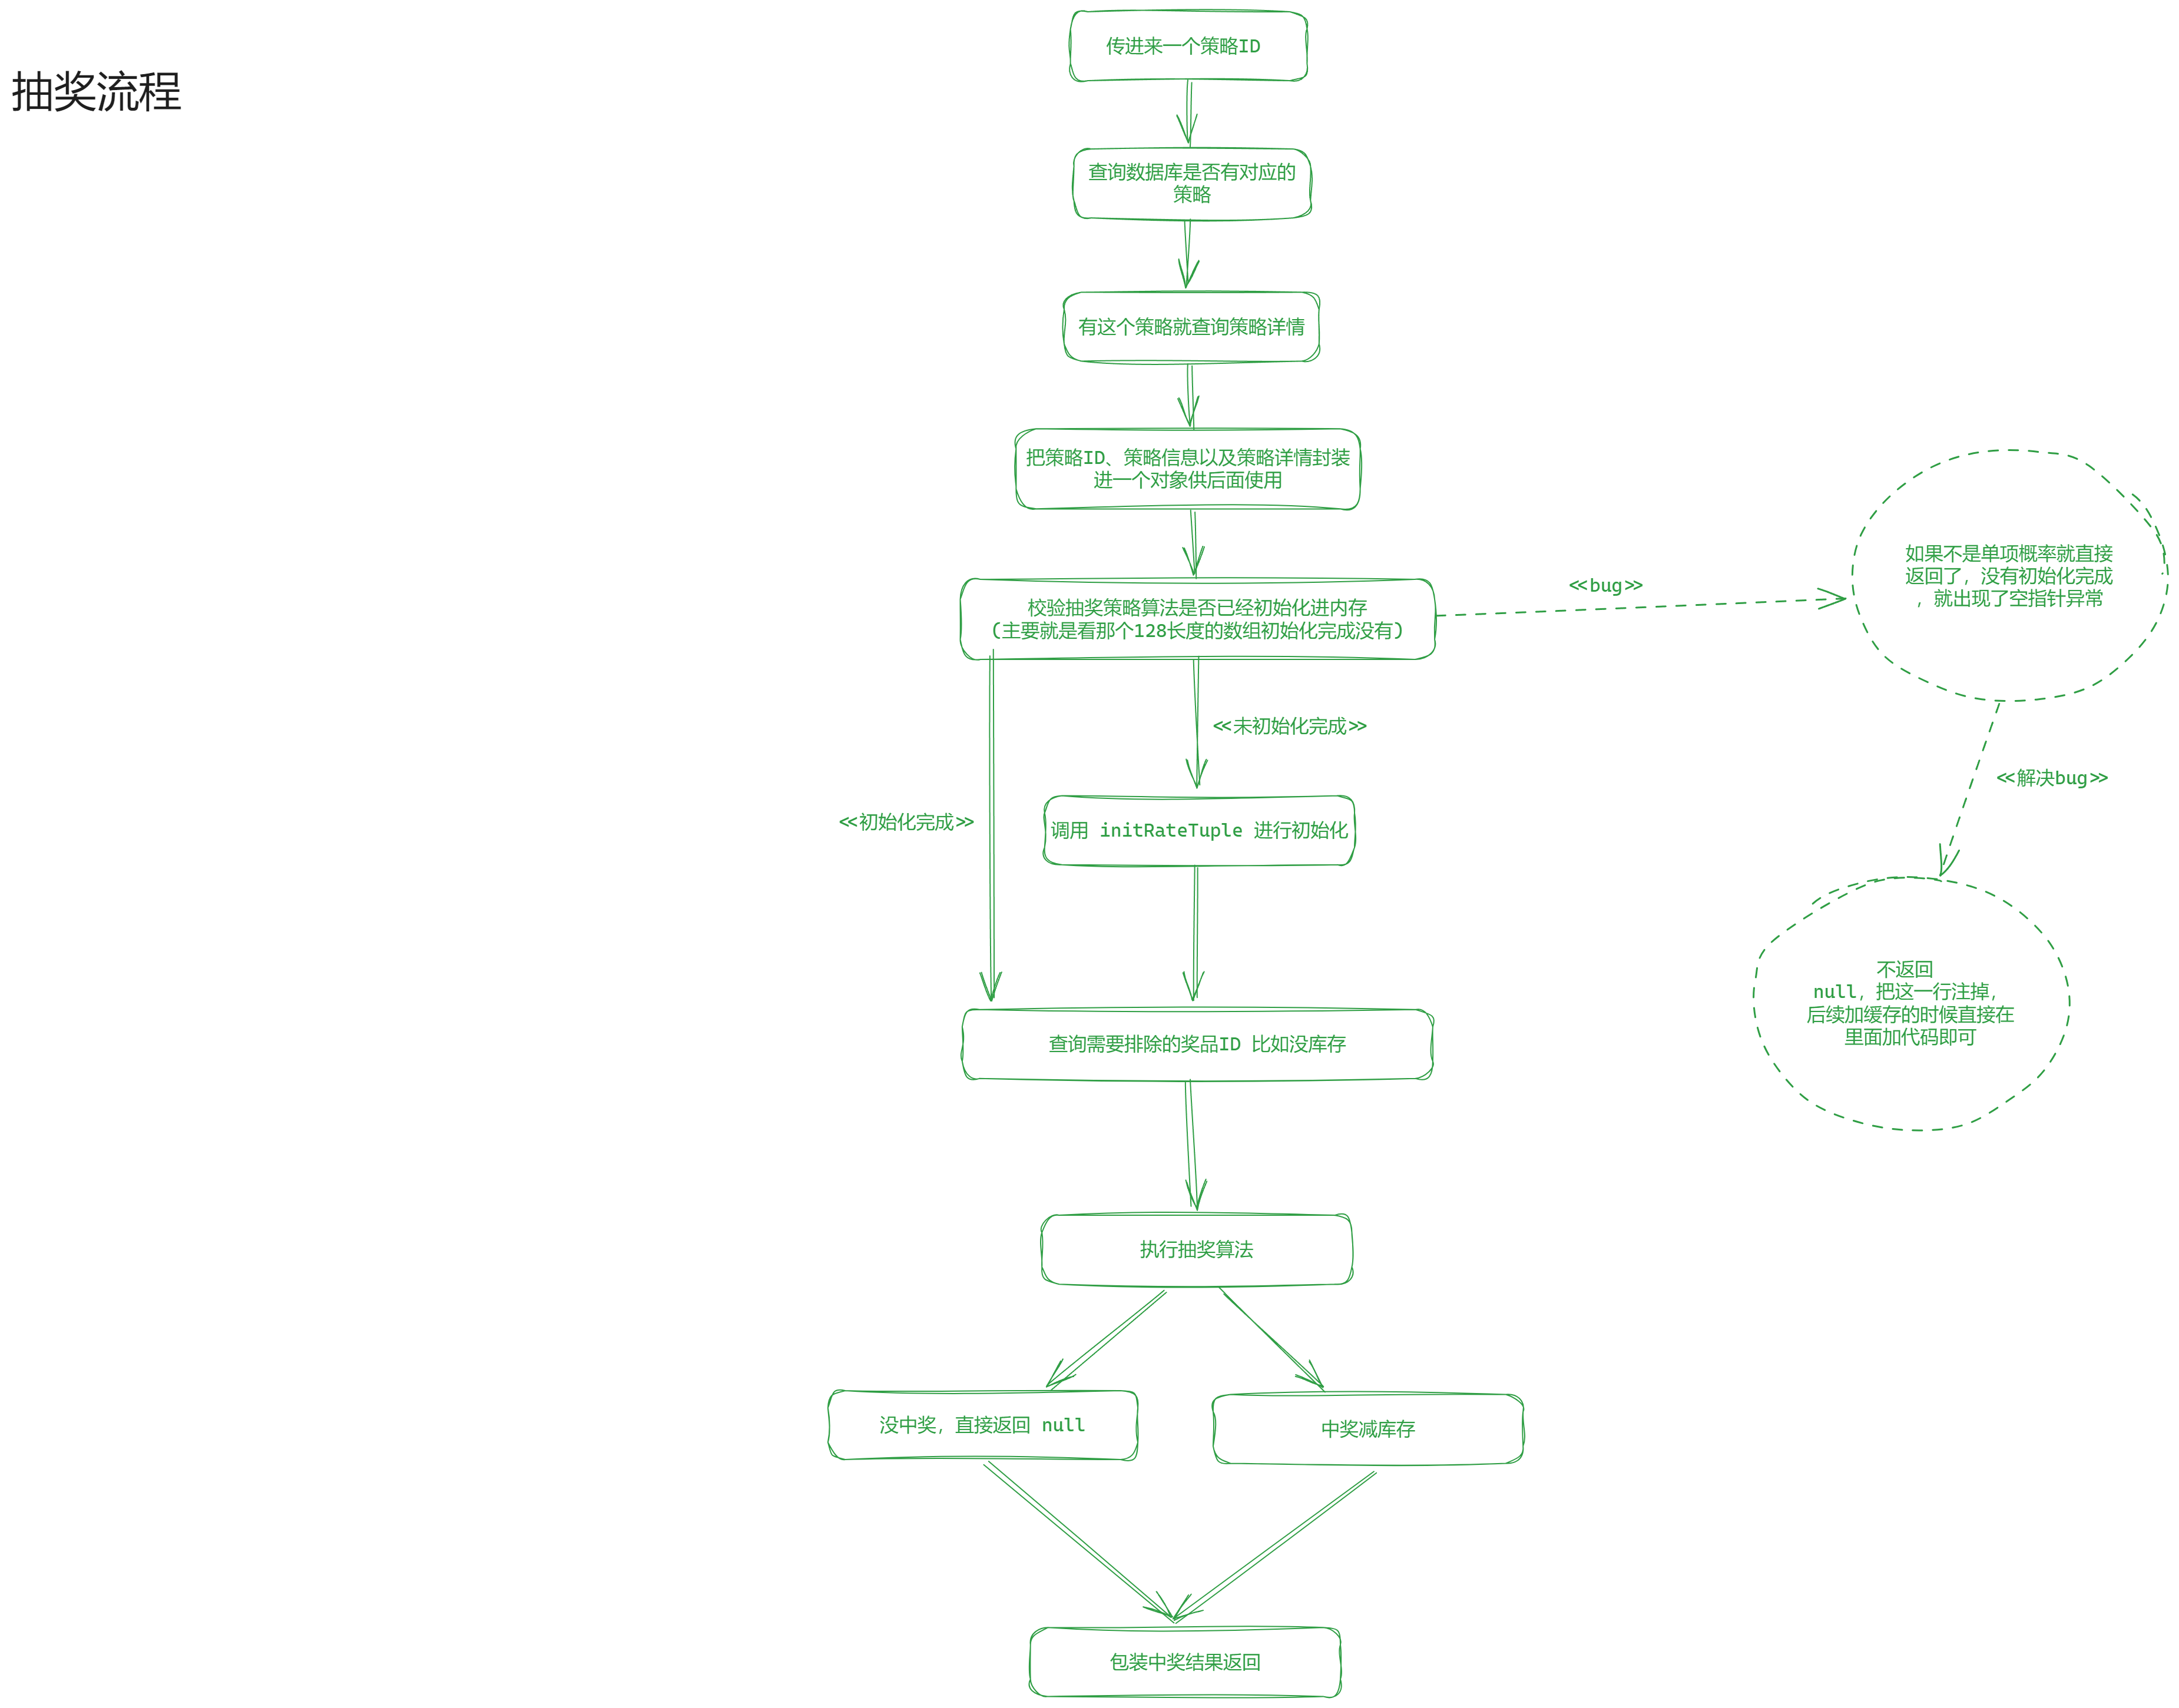 抽奖流程
传进来一个策略ID
查询数据库是否有对应的
策略
有这个策略就查询策略详情
把策略ID、策略信息以及策略详情封装
进一个对象供后面使用
校验抽奖策略算法是否已经初始化进内存
(主要就是看那个128长度的数组初始化完成没有)
<<bug>>
如果不是单项概率就直接
返回了，没有初始化完成
，就出现了空指针异常
<<未初始化完成>>
<<解决bug>>
<<初始化完成>>
调用 initRateTuple 进行初始化
不返回
null，把这一行注掉，
后续加缓存的时候直接在
里面加代码即可
查询需要排除的奖品ID 比如没库存
执行抽奖算法
没中奖，直接返回 null
中奖减库存
包装中奖结果返回